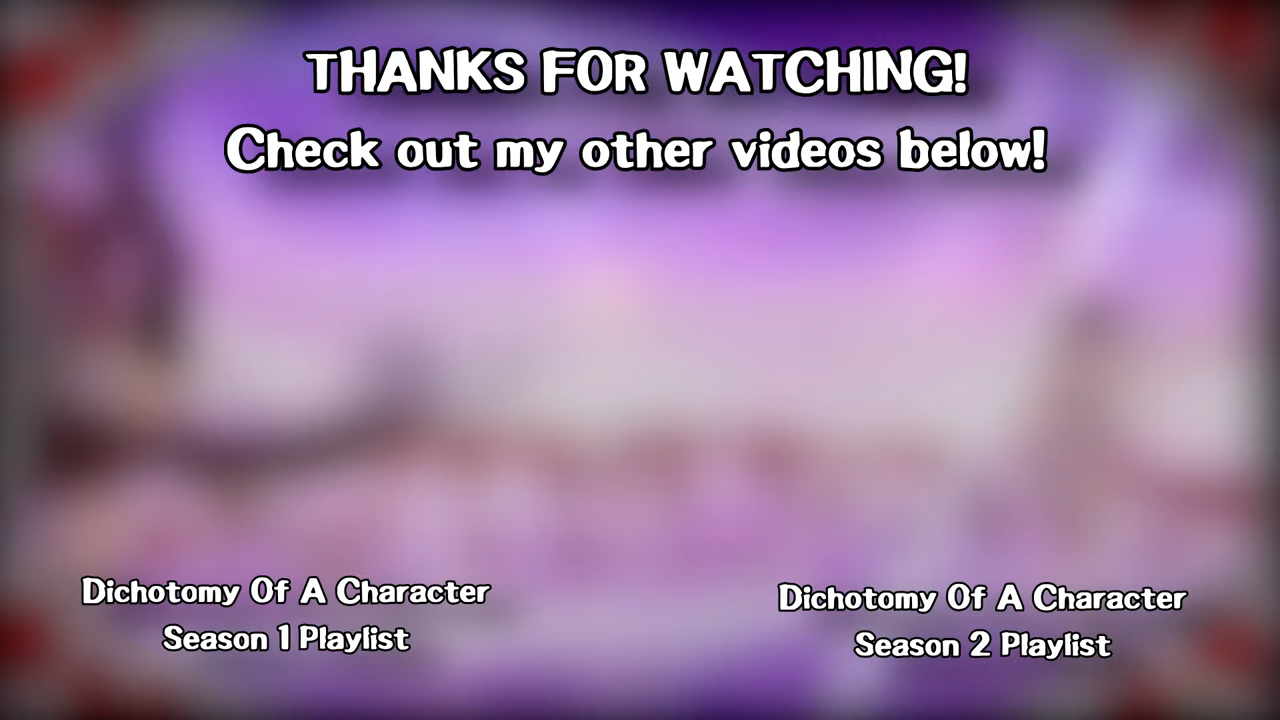 THANKS FOR WATCHING!
Check out my other videos below!
Dichotomy Of A Character
Season 1 Playlist
Dichotomy Of A Character
Season 2 Playlist